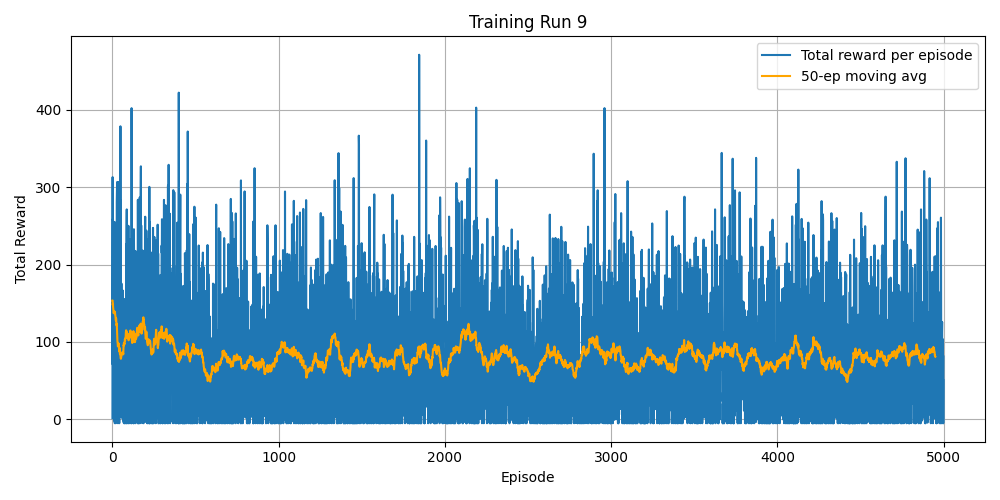 Training Run 9
Total reward per episode
50-ep moving avg
Total Reward
400
300
200
100
0
0 1000 2000 3000 4000 5000
Episode